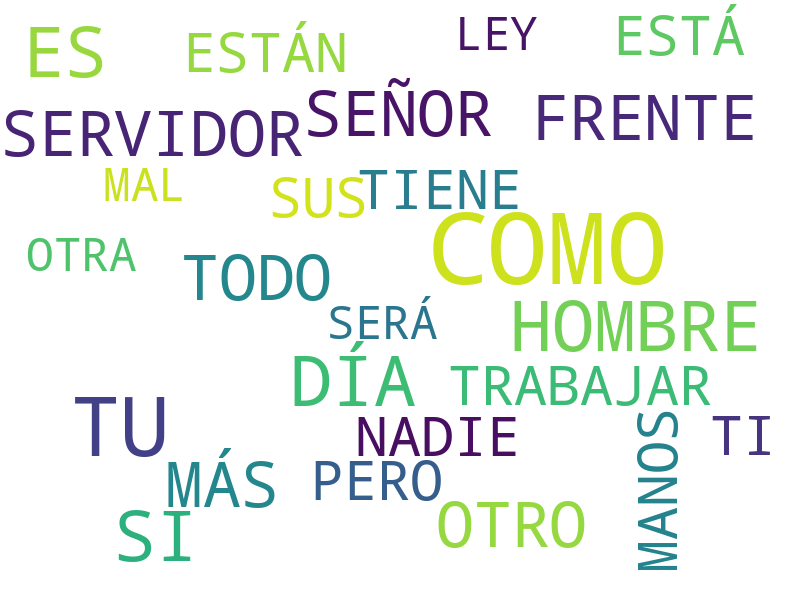 ES
ESTÁN
LEY
ESTÁ
SERVIDOR
SEÑOR
FRENTE
MAL
SUS
TIENE
OTRA
TODO
COMO
SERÁ
HOMBRE
DÍA
TRABAJAR
TU
NADIE
MANOS
TI
MÁS
PERO
SI
OTRO